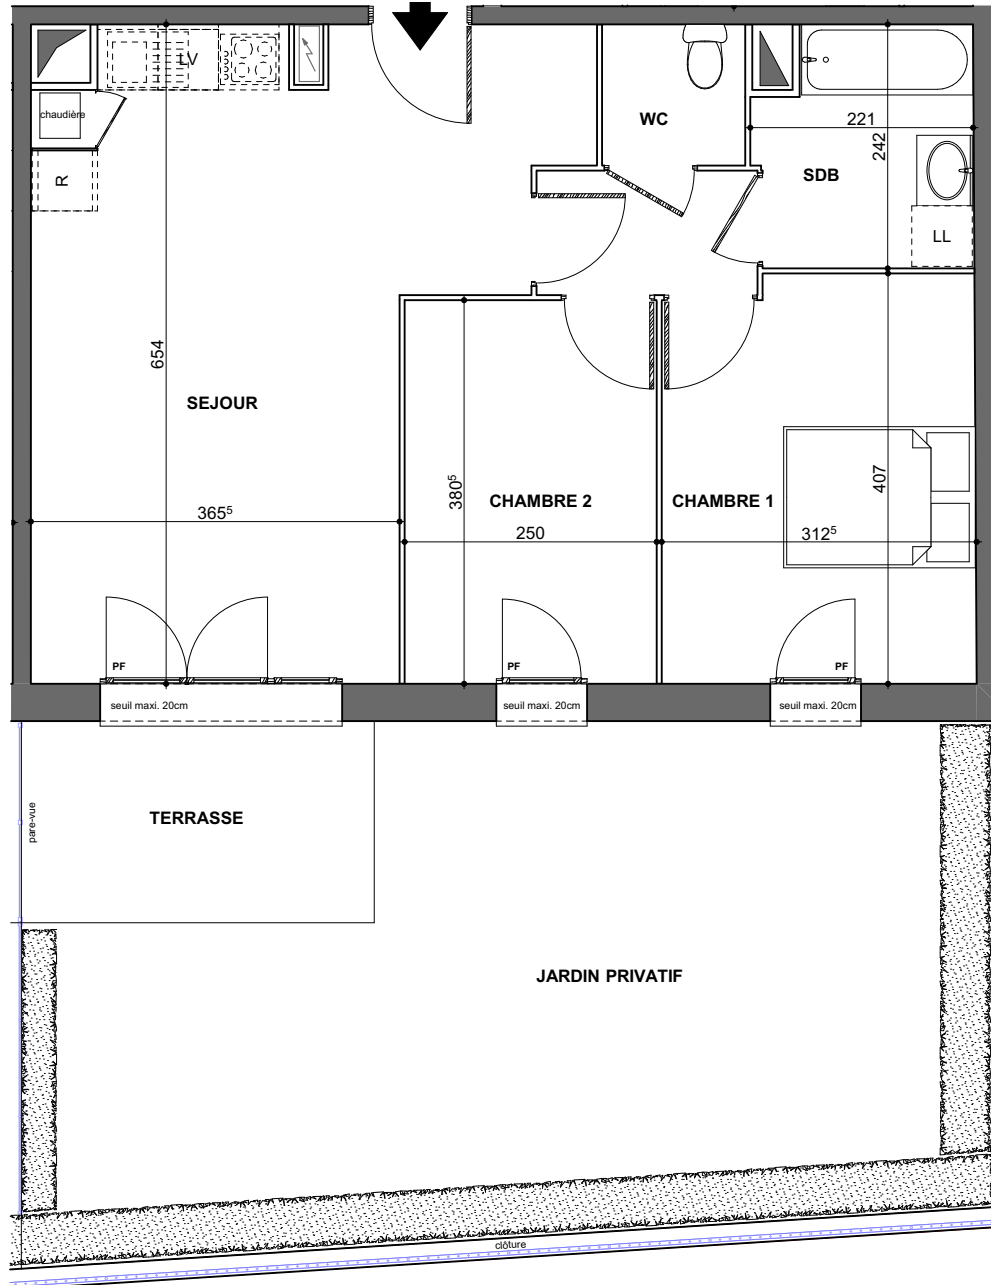 LV
chaudière
R
WC
221
242
SDB
LL
654
SEJOUR
365⁵
380⁵
CHAMBRE 2
250
CHAMBRE 1
407
312⁵
PF
PF
PF
seuil maxi. 20cm
seuil maxi. 20cm
seuil maxi. 20cm
pare-vue
TERRASSE
JARDIN PRIVATIF
clôture